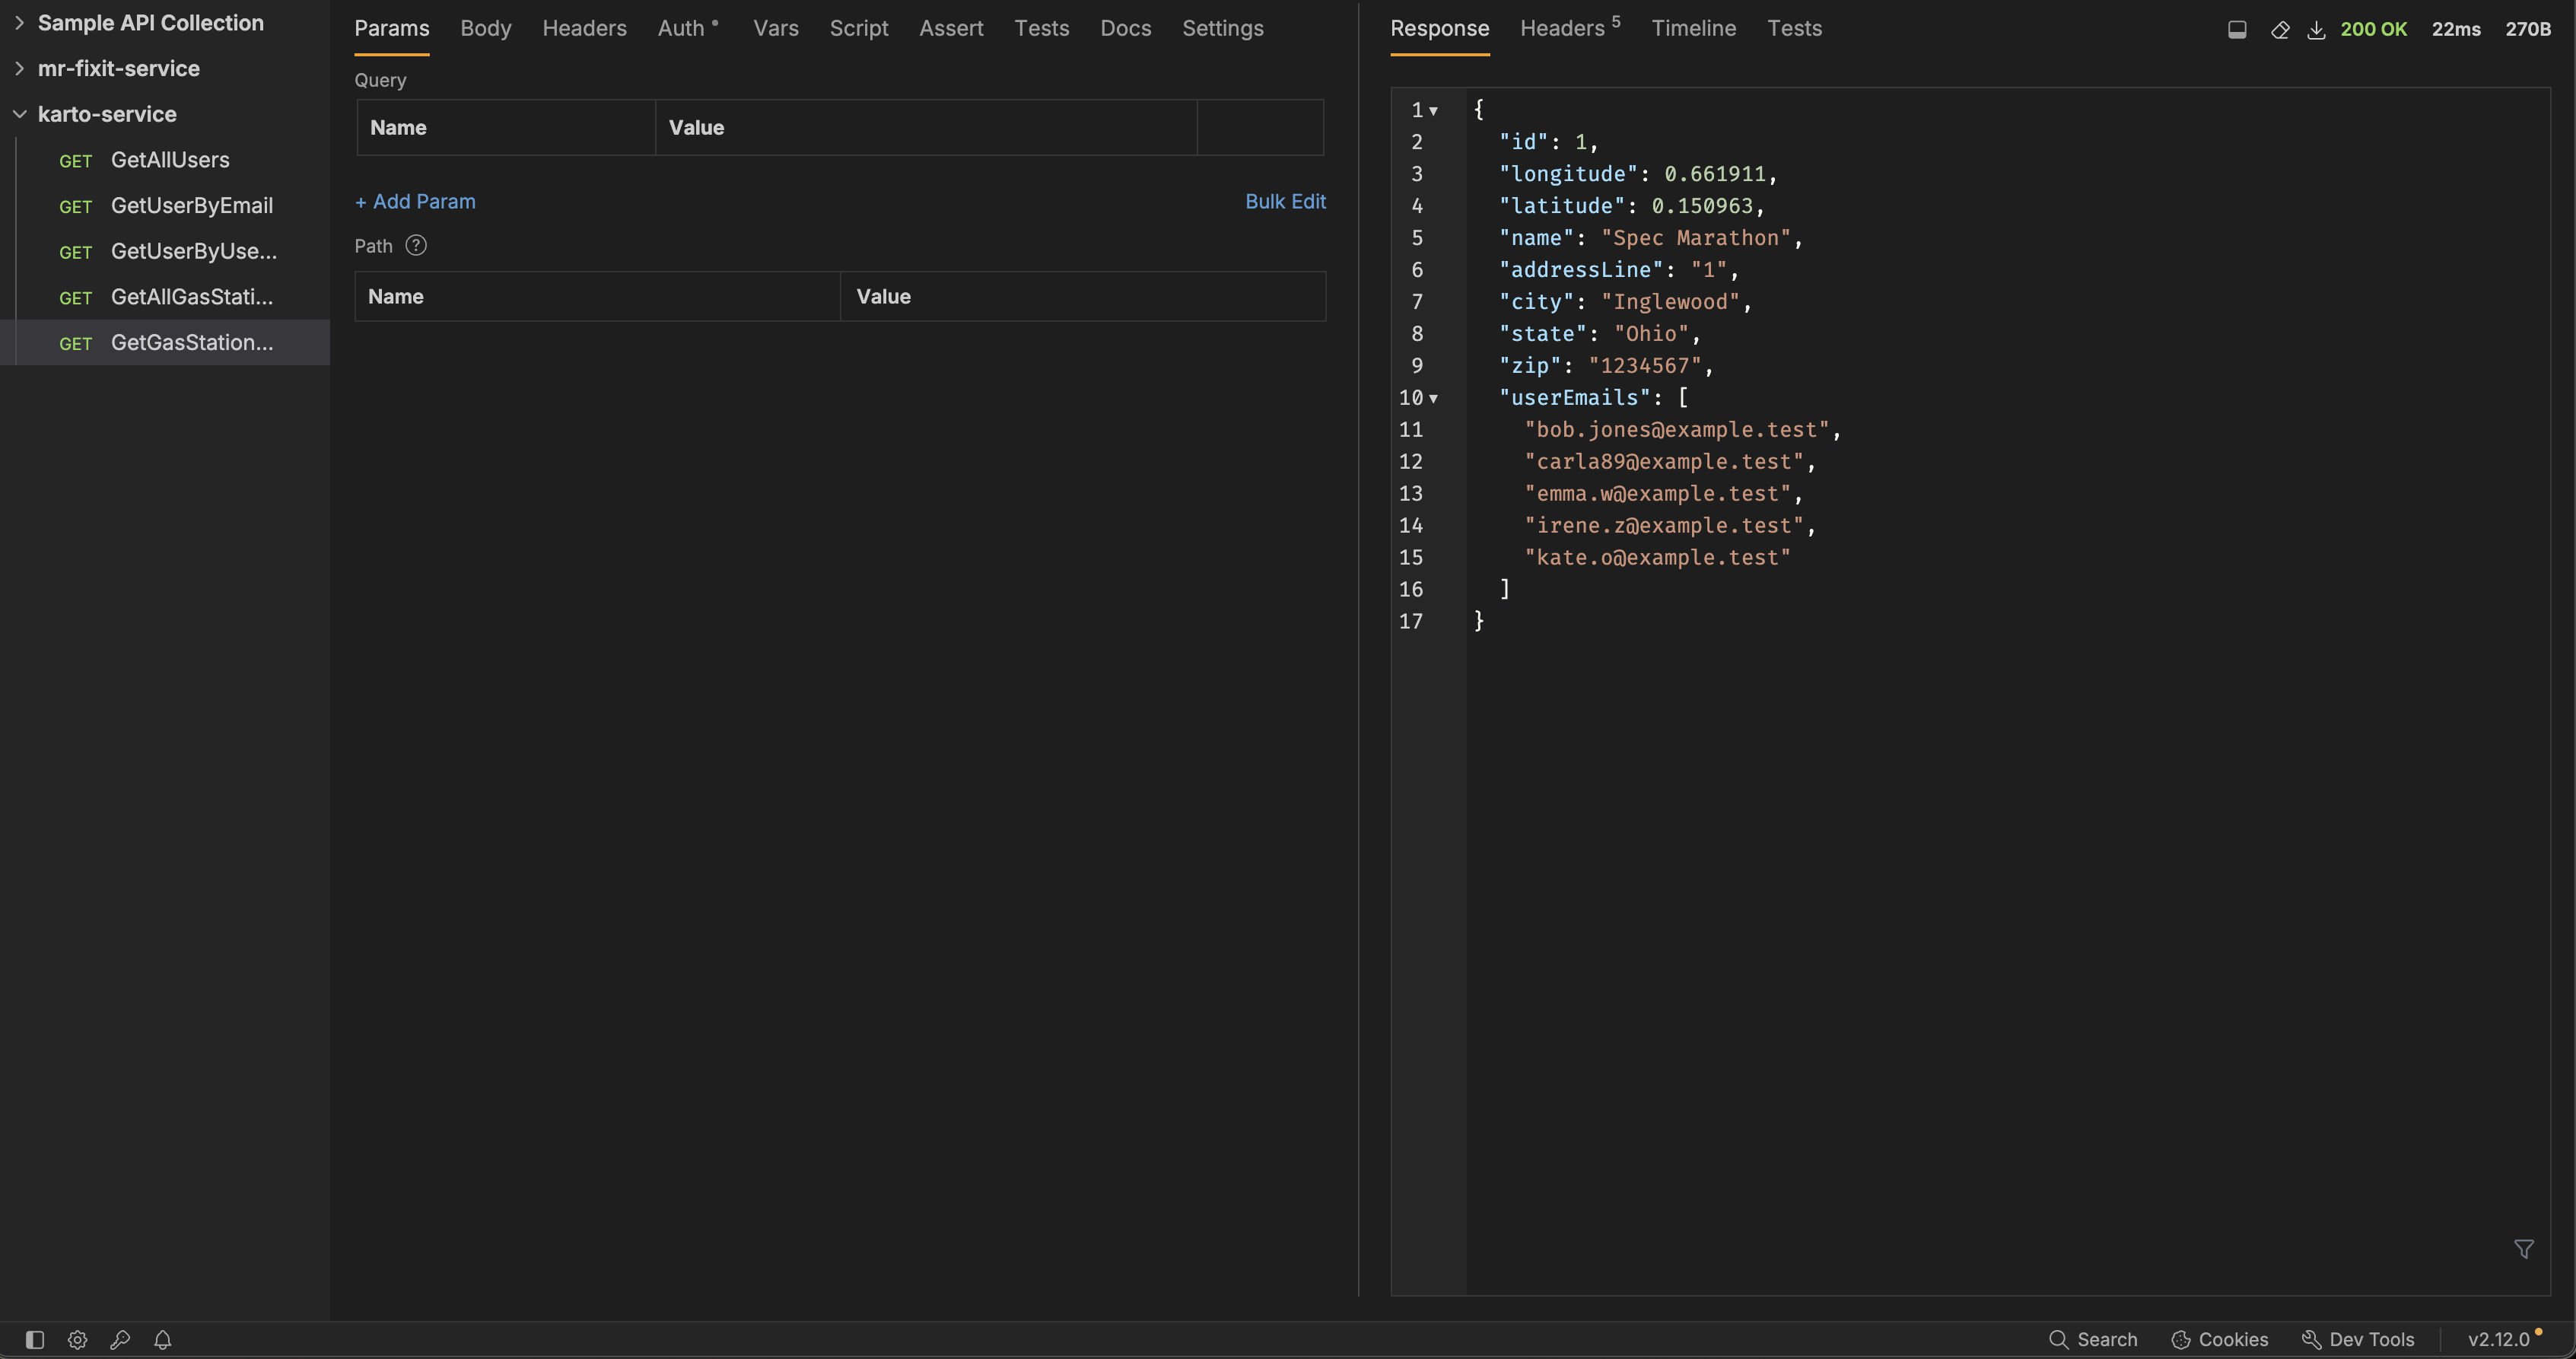 Sample API Collection
mr-fixit-service
karto-service
GET GetAllUsers
GET GetUserByEmail
GET GetUserByUse...
GET GetAllGasStati...
GET GetGasStation...
Params Body Headers Auth Vars Script Assert Tests Docs Settings
Query
Name Value
+ Add Param Bulk Edit
Path ?
Name Value
Response Headers 5 Timeline Tests 200 OK 22ms 270B
1 {
2 "id": 1,
3 "longitude": 0.661911,
4 "latitude": 0.150963,
5 "name": "Spec Marathon",
6 "addressLine": "1",
7 "city": "Inglewood",
8 "state": "Ohio",
9 "zip": "1234567",
10 "userEmails": [
11 "bob.jones@example.test",
12 "carla89@example.test",
13 "emma.w@example.test",
14 "irene.z@example.test",
15 "kate.o@example.test"
16 ]
17 }
Search Cookies Dev Tools v2.12.0